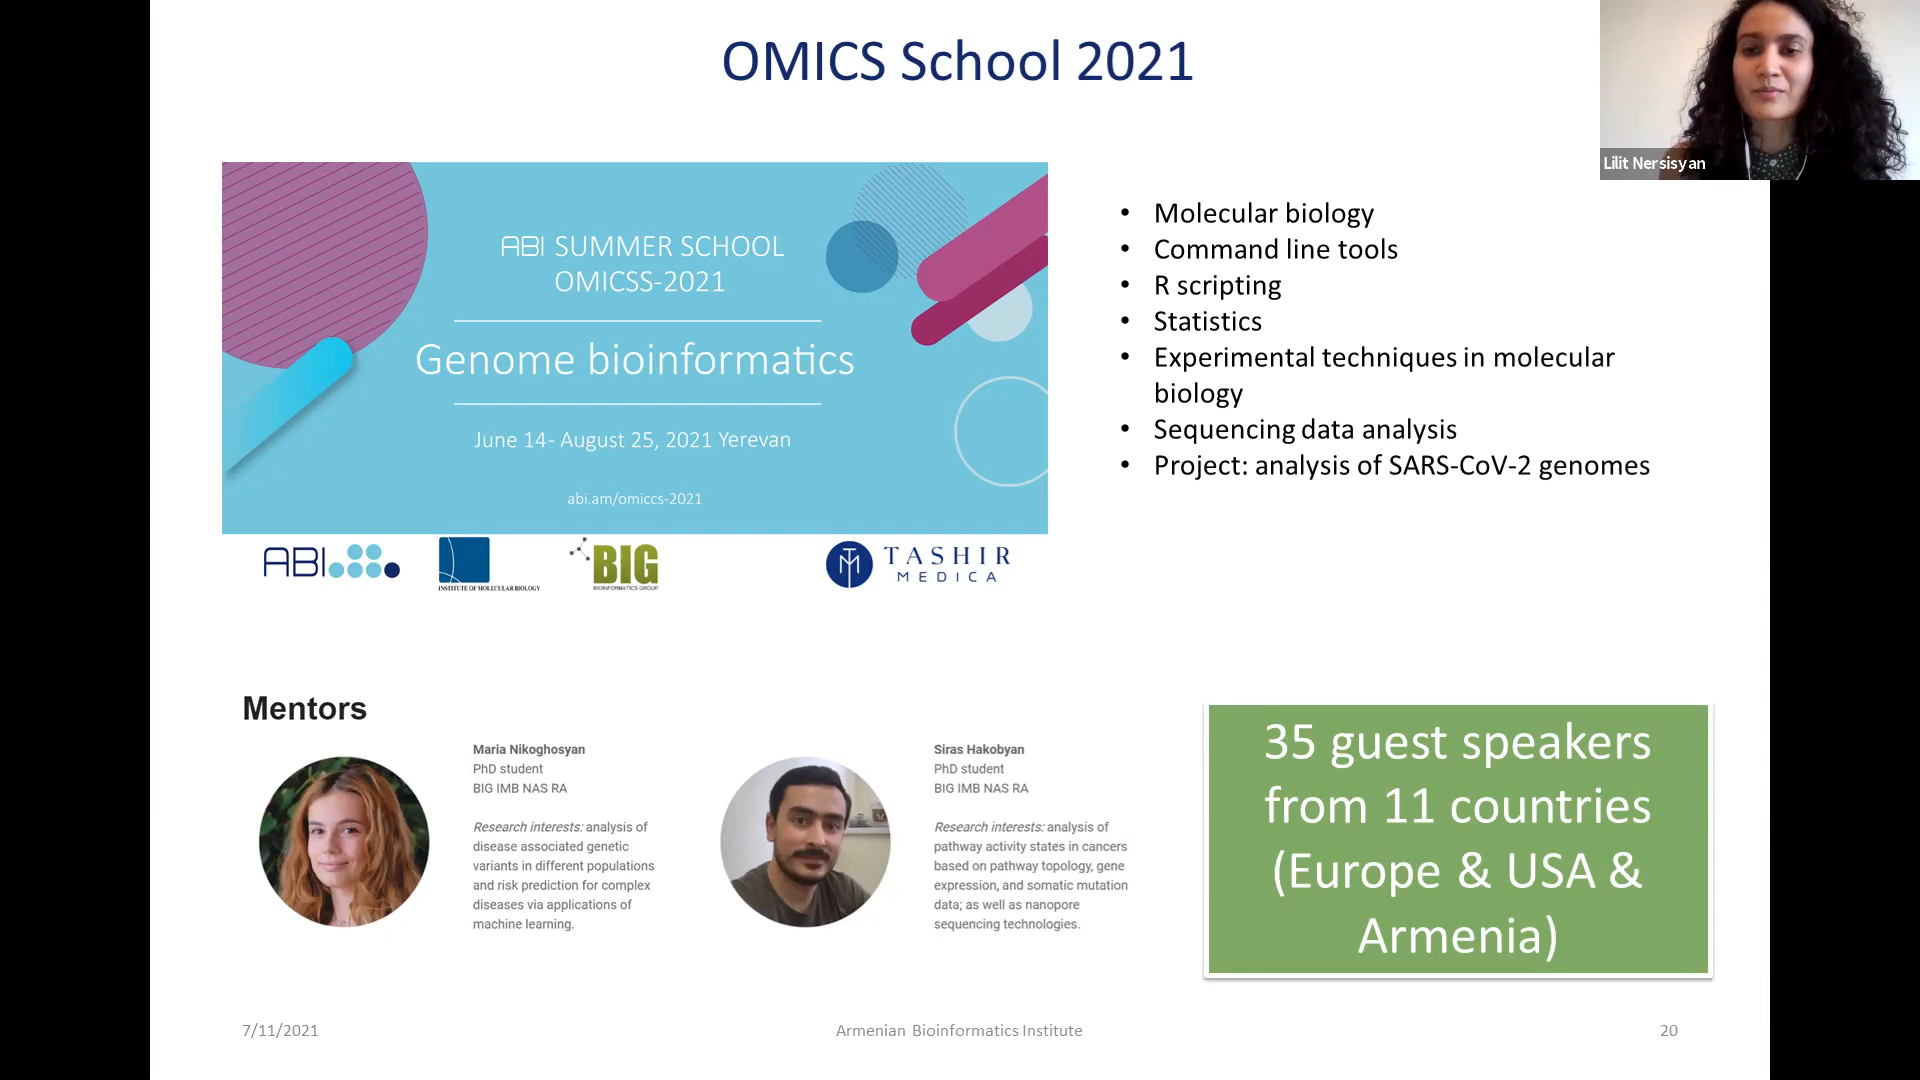 OMICS School 2021
Lilit Nersisyan
ABI SUMMER SCHOOL
OMICSS-2021
Genome bioinformatics
June 14- August 25, 2021 Yerevan
abi.am/omiccs-2021
ABI
INSTITUTE OF MOLECULAR BIOLOGY
BIG
BIOINFORMATICS GROUP
TASHIR
MEDICA
• Molecular biology
• Command line tools
• R scripting
• Statistics
• Experimental techniques in molecular
biology
• Sequencing data analysis
• Project: analysis of SARS-CoV-2 genomes
Mentors
Maria Nikoghosyan
PhD student
BIG IMB NAS RA
Research interests: analysis of
disease associated genetic
variants in different populations
and risk prediction for complex
diseases via applications of
machine learning.
Siras Hakobyan
PhD student
BIG IMB NAS RA
Research interests: analysis of
pathway activity states in cancers
based on pathway topology, gene
expression, and somatic mutation
data; as well as nanopore
sequencing technologies.
35 guest speakers
from 11 countries
(Europe & USA &
Armenia)
7/11/2021
Armenian Bioinformatics Institute
20